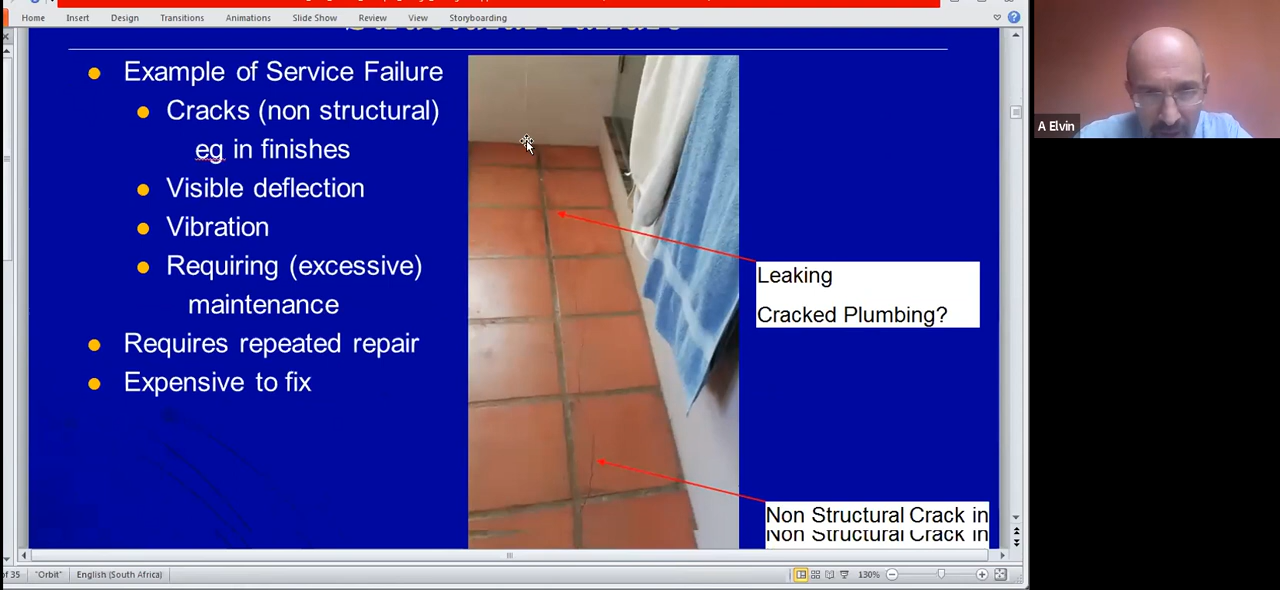 Home Insert Design Transitions Animations Slide Show Review View Storyboarding
Example of Service Failure
Cracks (non structural)
eg in finishes
Visible deflection
Vibration
Requiring (excessive)
maintenance
Requires repeated repair
Expensive to fix
Leaking
Cracked Plumbing?
Non Structural Crack in
Non Structural Crack in
A Elvin
of 35 "Orbit" English (South Africa) 130%